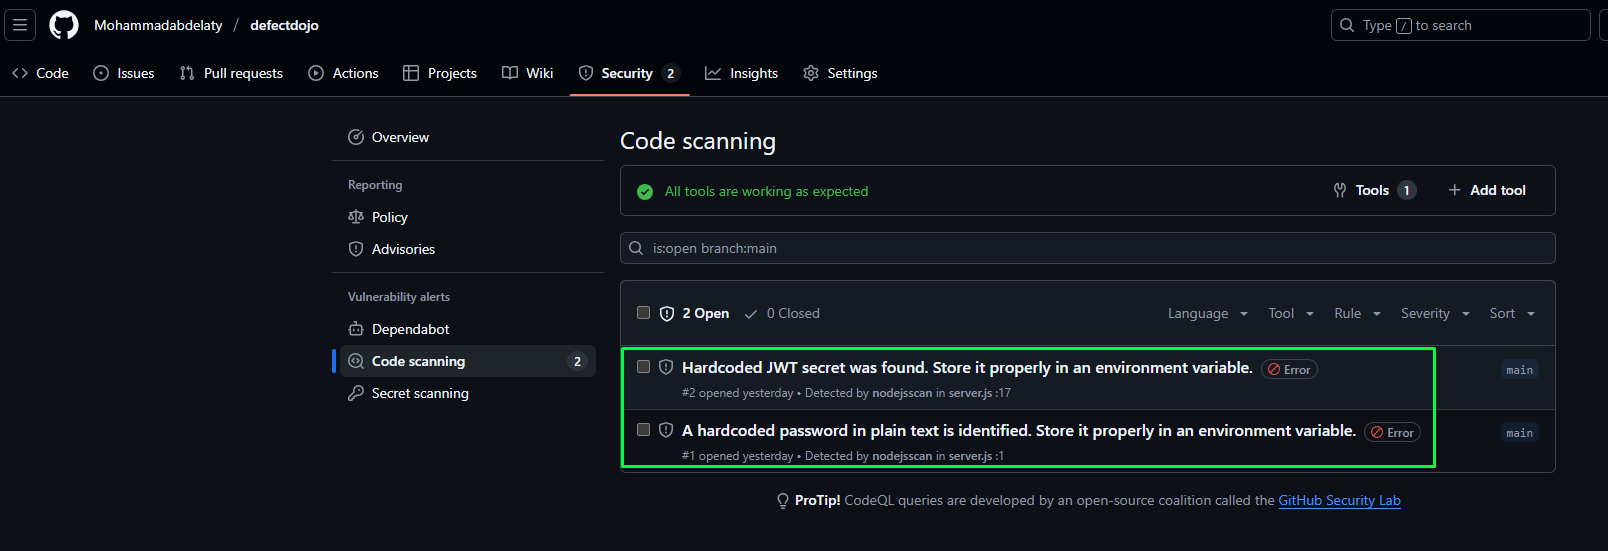 Mohammadabdelaty / defectdojo
Type / to search
Code Issues Pull requests Actions Projects Wiki Security 2 Insights Settings
Overview
Reporting
Policy
Advisories
Vulnerability alerts
Dependabot
Code scanning 2
Secret scanning
Code scanning
All tools are working as expected Tools 1 Add tool
is:open branch:main
2 Open 0 Closed Language Tool Rule Severity Sort
Hardcoded JWT secret was found. Store it properly in an environment variable. Error main
#2 opened yesterday • Detected by nodejsscan in server.js :17
A hardcoded password in plain text is identified. Store it properly in an environment variable. Error main
#1 opened yesterday • Detected by nodejsscan in server.js :1
ProTip! CodeQL queries are developed by an open-source coalition called the GitHub Security Lab